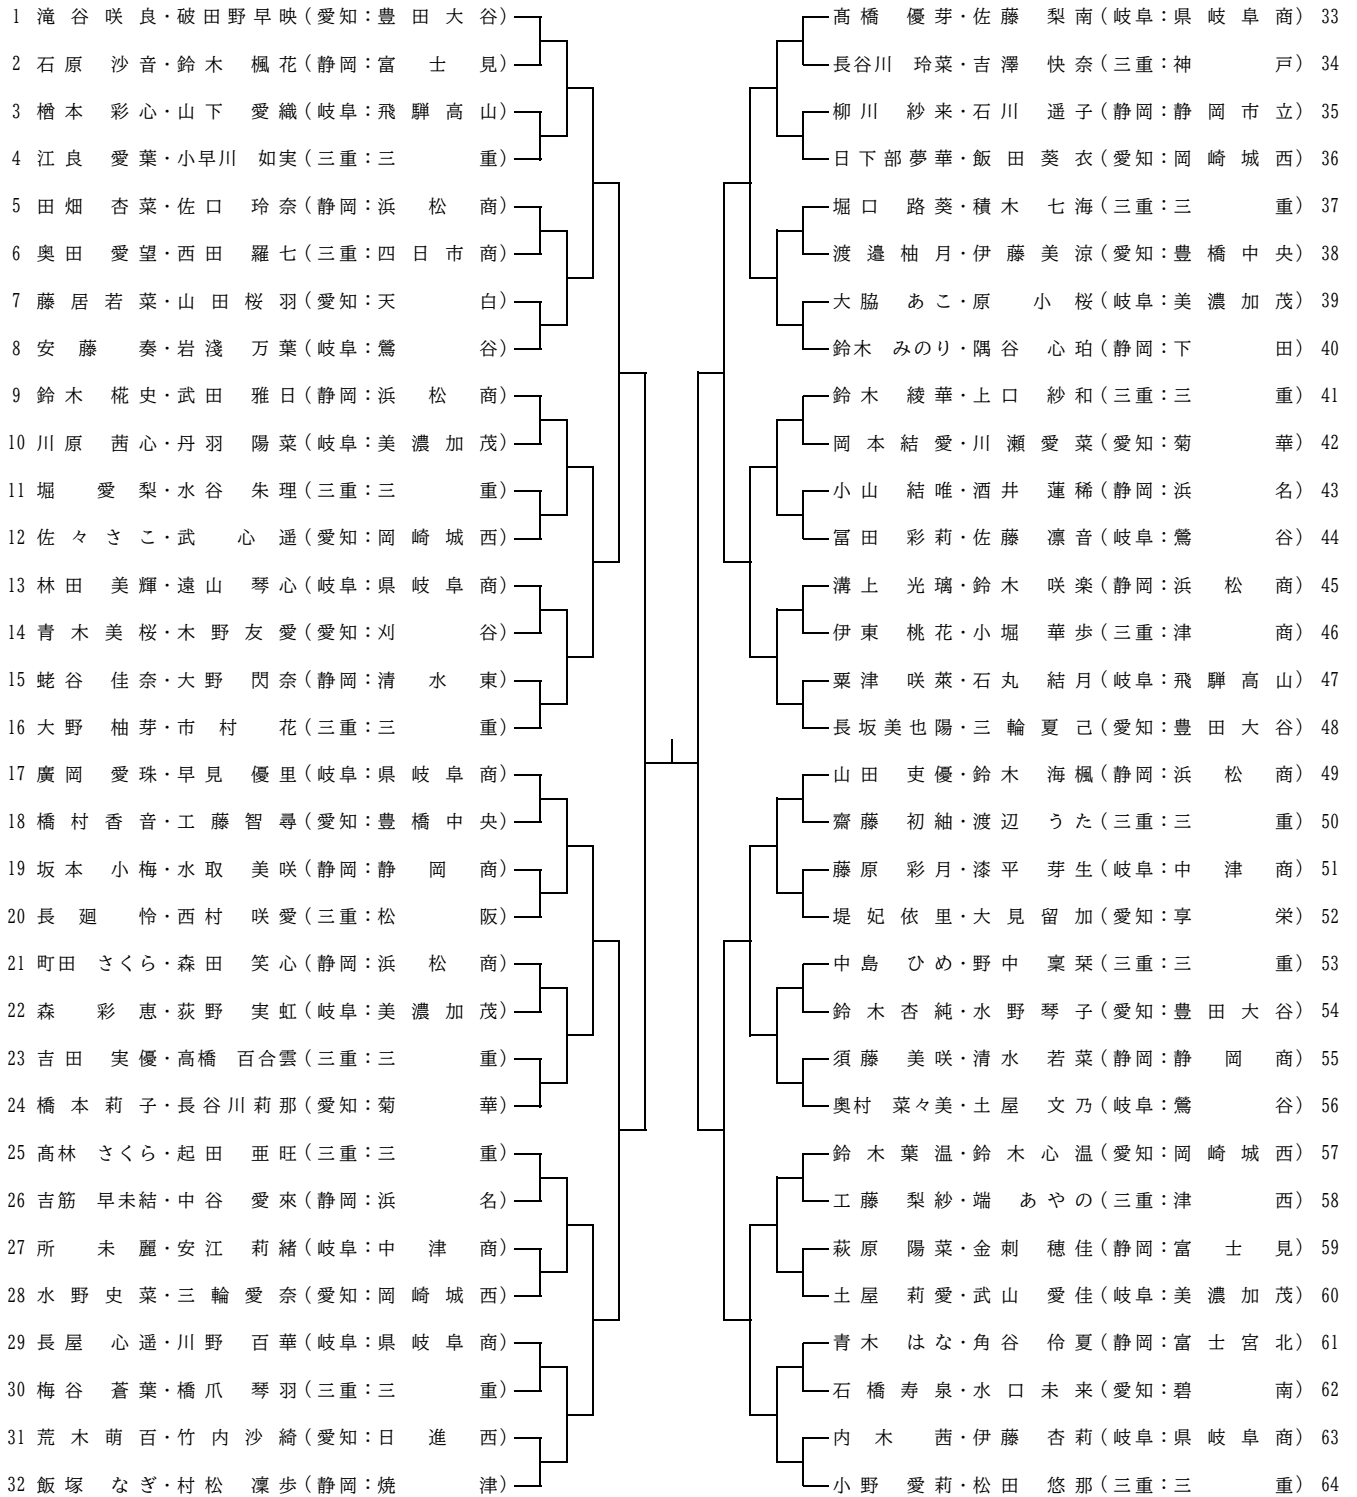 1 滝谷咲良・破田野早映(愛知:豊田大谷)
2 石原 沙音・鈴木 楓花(静岡:富士見)
3 檜本 彩心・山下 愛織(岐阜:飛騨高山)
4 江良 愛葉・小早川 如実(三重:三重)
5 田畑 杏菜・佐口 玲奈(静岡:浜松商)
6 奥田 愛望・西田 羅七(三重:四日市商)
7 藤居若菜・山田桜羽(愛知:天白)
8 安藤 奏・岩淺 万葉(岐阜:鶯谷)
9 鈴木 椛史・武田 雅日(静岡:浜松商)
10 川原 茜心・丹羽 陽菜(岐阜:美濃加茂)
11 堀 愛梨・水谷 朱理(三重:三重)
12 佐々さこ・武 心遥(愛知:岡崎城西)
13 林田 美輝・遠山 琴心(岐阜:県岐阜商)
14 青木美桜・木野友愛(愛知:刈谷)
15 蛯谷 佳奈・大野 閃奈(静岡:清水東)
16 大野 柚芽・市村 花(三重:三重)
17 廣岡 愛珠・早見 優里(岐阜:県岐阜商)
18 橋村香音・工藤智尋(愛知:豊橋中央)
19 坂本 小梅・水取 美咲(静岡:静岡商)
20 長廻 怜・西村 咲愛(三重:松阪)
21 町田 さくら・森田 笑心(静岡:浜松商)
22 森 彩恵・荻野 実虹(岐阜:美濃加茂)
23 吉田 実優・高橋 百合雲(三重:三重)
24 橋本莉子・長谷川莉那(愛知:菊華)
25 髙林 さくら・起田 亜旺(三重:三重)
26 吉筋 早未結・中谷 愛來(静岡:浜名)
27 所 未麗・安江 莉緒(岐阜:中津商)
28 水野史菜・三輪愛奈(愛知:岡崎城西)
29 長屋 心遥・川野 百華(岐阜:県岐阜商)
30 梅谷 蒼葉・橋爪 琴羽(三重:三重)
31 荒木萌百・竹内沙綺(愛知:日進西)
32 飯塚 なぎ・村松 凜歩(静岡:焼津)
髙橋 優芽・佐藤 梨南(岐阜:県岐阜商) 33
長谷川 玲菜・吉澤 快奈(三重:神戸) 34
柳川 紗来・石川 遥子(静岡:静岡市立) 35
日下部夢華・飯田葵衣(愛知:岡崎城西) 36
堀口 路葵・積木 七海(三重:三重) 37
渡邉柚月・伊藤美涼(愛知:豊橋中央) 38
大脇 あこ・原 小桜(岐阜:美濃加茂) 39
鈴木 みのり・隅谷 心珀(静岡:下田) 40
鈴木 綾華・上口 紗和(三重:三重) 41
岡本結愛・川瀬愛菜(愛知:菊華) 42
小山 結唯・酒井 蓮稀(静岡:浜名) 43
冨田 彩莉・佐藤 凛音(岐阜:鶯谷) 44
溝上 光璃・鈴木 咲楽(静岡:浜松商) 45
伊東 桃花・小堀 華歩(三重:津商) 46
粟津 咲萊・石丸 結月(岐阜:飛騨高山) 47
長坂美也陽・三輪夏己(愛知:豊田大谷) 48
山田 吏優・鈴木 海楓(静岡:浜松商) 49
齋藤 初紬・渡辺 うた(三重:三重) 50
藤原 彩月・漆平 芽生(岐阜:中津商) 51
堤妃依里・大見留加(愛知:享栄) 52
中島 ひめ・野中 稟栞(三重:三重) 53
鈴木杏純・水野琴子(愛知:豊田大谷) 54
須藤 美咲・清水 若菜(静岡:静岡商) 55
奥村 菜々美・土屋 文乃(岐阜:鶯谷) 56
鈴木葉温・鈴木心温(愛知:岡崎城西) 57
工藤 梨紗・端 あやの(三重:津西) 58
萩原 陽菜・金刺 穂佳(静岡:富士見) 59
土屋 莉愛・武山 愛佳(岐阜:美濃加茂) 60
青木 はな・角谷 伶夏(静岡:富士宮北) 61
石橋寿泉・水口未来(愛知:碧南) 62
内木 茜・伊藤 杏莉(岐阜:県岐阜商) 63
小野 愛莉・松田 悠那(三重:三重) 64